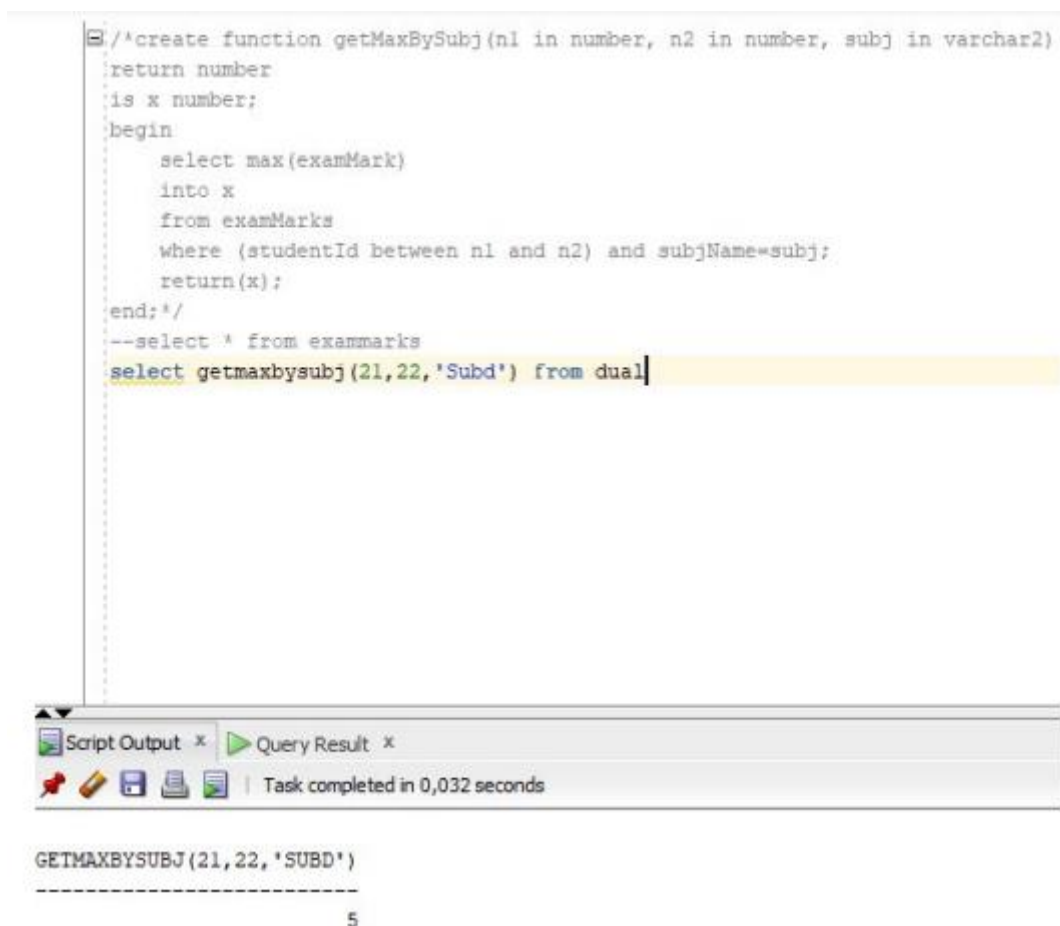 /*create function getMaxBySubj(n1 in number, n2 in number, subj in varchar2)
return number
is x number;
begin
select max(examMark)
into x
from examMarks
where (studentId between n1 and n2) and subjName=subj;
return(x);
end;*/
--select * from exammarks
select getmaxbysubj(21,22,'Subd') from dual
Script Output x Query Result x
Task completed in 0,032 seconds
GETMAXBYSUBJ(21,22,'SUBD')
--------------------------
5